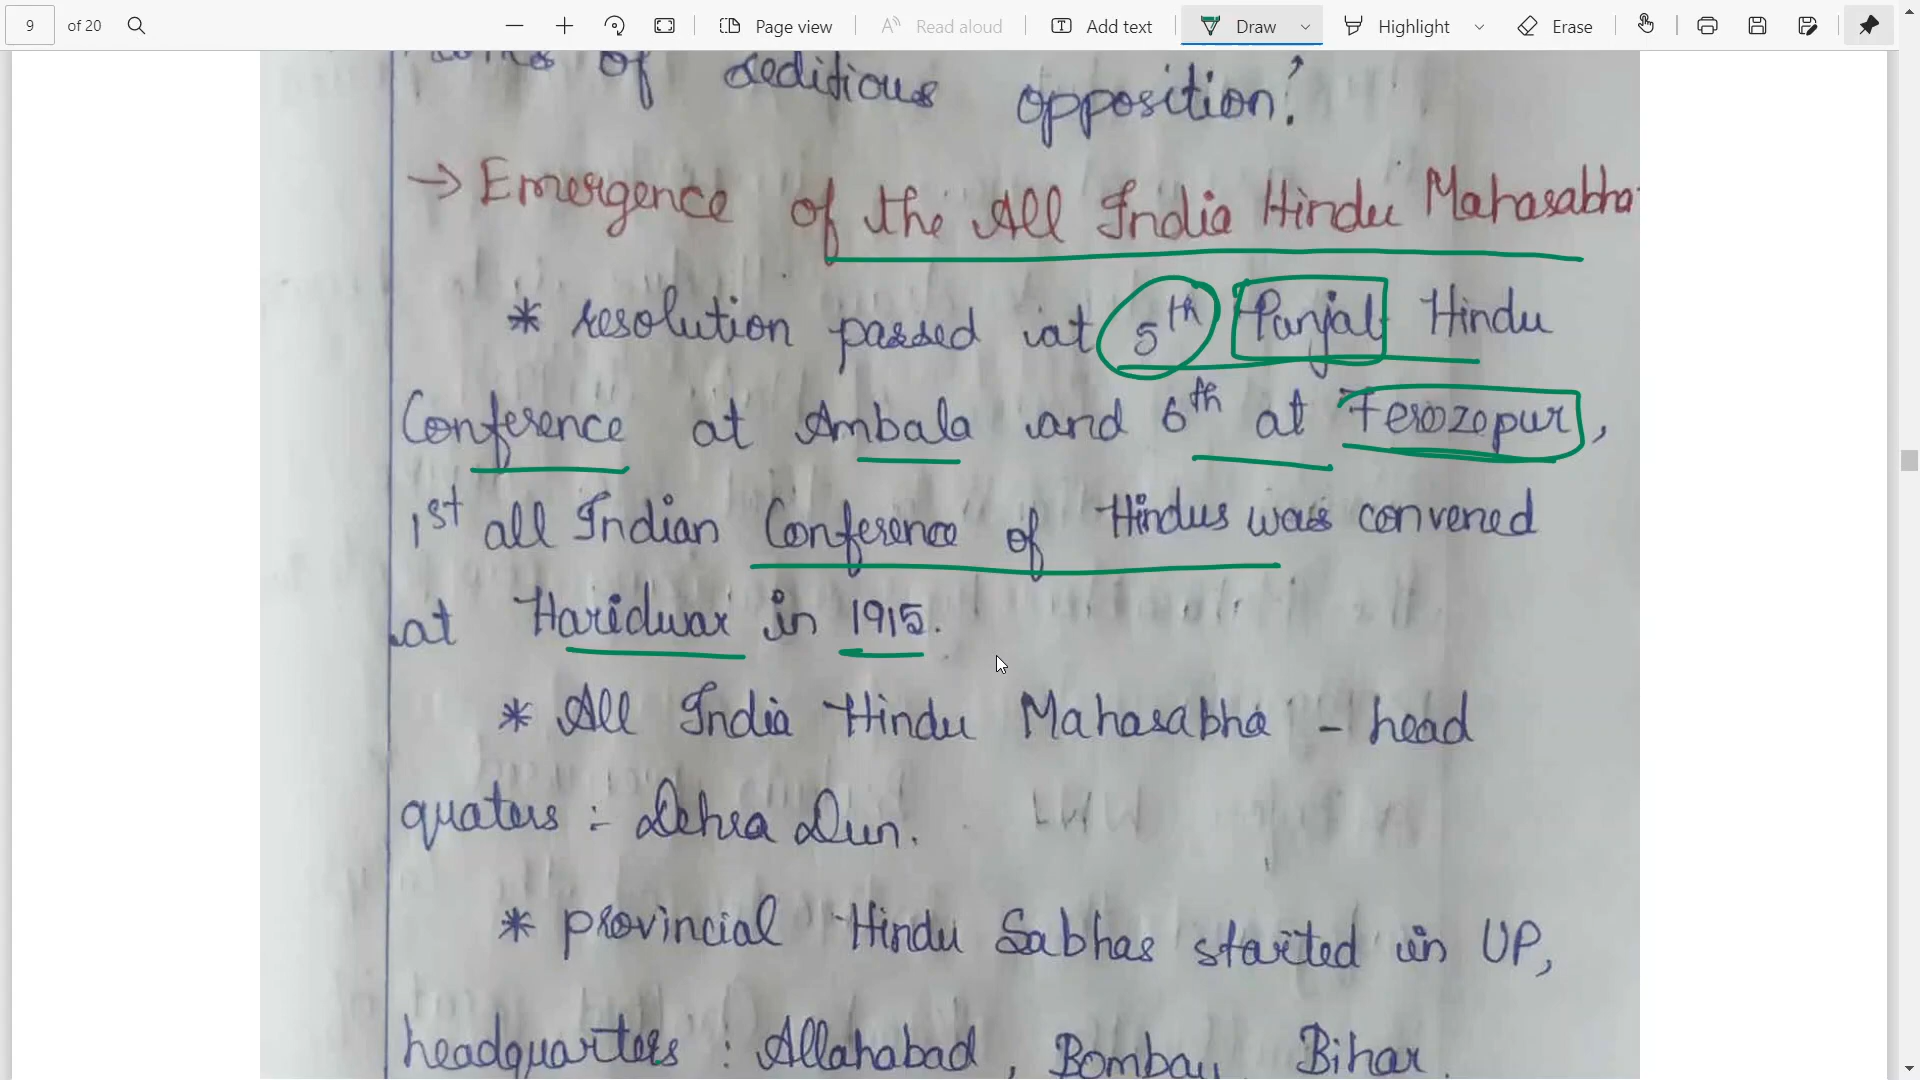 9 of 20 Page view Read aloud Add text Draw Highlight Erase
of seditious opposition!
→ Emergence of the All India Hindu Mahasabha
* resolution passed at 5th Punjab Hindu
Conference at Ambala and 6th at Ferozepur,
1st all Indian Conference of Hindus was convened
at Haridwar in 1915.
* All India Hindu Mahasabha - head
quaters :- Dehra Dun.
* provincial Hindu Sabhas started in UP,
headquarters : Allahabad, Bombay, Bihar.